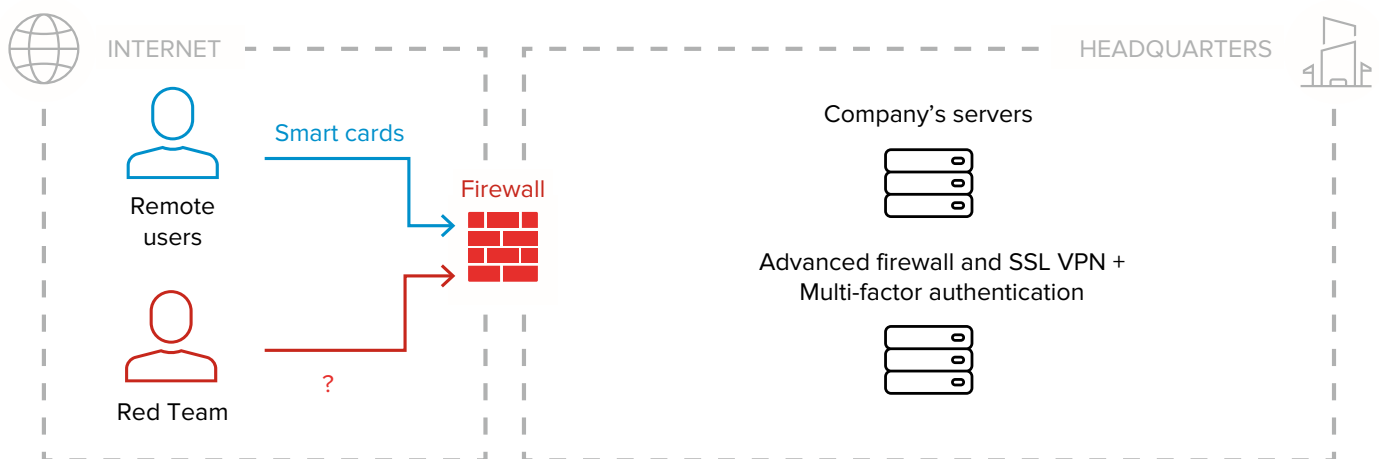 INTERNET
HEADQUARTERS
Company's servers
Smart cards
Firewall
Remote
users
Advanced firewall and SSL VPN +
Multi-factor authentication
?
Red Team